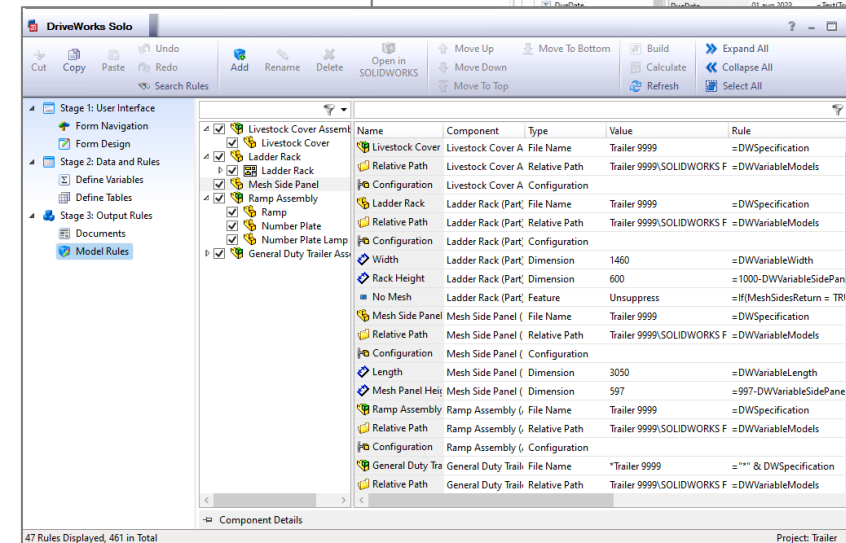 DueDate DueDate 01 aug 2023 =Text(To
DriveWorks Solo ? – □
Cut Copy Paste Undo Redo Search Rules
Add Rename Delete Open in SOLIDWORKS
Move Up Move Down Move To Top Move To Bottom
Build Calculate Refresh
Expand All Collapse All Select All
Stage 1: User Interface
Form Navigation
Form Design
Stage 2: Data and Rules
Define Variables
Define Tables
Stage 3: Output Rules
Documents
Model Rules
Livestock Cover Assemb
Livestock Cover
Ladder Rack
Ladder Rack
Mesh Side Panel
Ramp Assembly
Ramp
Number Plate
Number Plate Lamp
General Duty Trailer Asse
Name Component Type Value Rule
Livestock Cover Livestock Cover A File Name Trailer 9999 =DWSpecification
Relative Path Livestock Cover A Relative Path Trailer 9999\SOLIDWORKS F =DWVariableModels
Configuration Livestock Cover A Configuration
Ladder Rack Ladder Rack (Part) File Name Trailer 9999 =DWSpecification
Relative Path Ladder Rack (Part) Relative Path Trailer 9999\SOLIDWORKS F =DWVariableModels
Configuration Ladder Rack (Part) Configuration
Width Ladder Rack (Part) Dimension 1460 =DWVariableWidth
Rack Height Ladder Rack (Part) Dimension 600 =1000-DWVariableSidePan
No Mesh Ladder Rack (Part) Feature Unsuppress =If(MeshSidesReturn = TRU
Mesh Side Panel Mesh Side Panel ( File Name Trailer 9999 =DWSpecification
Relative Path Mesh Side Panel ( Relative Path Trailer 9999\SOLIDWORKS F =DWVariableModels
Configuration Mesh Side Panel ( Configuration
Length Mesh Side Panel ( Dimension 3050 =DWVariableLength
Mesh Panel Heig Mesh Side Panel ( Dimension 597 =997-DWVariableSidePane
Ramp Assembly Ramp Assembly (A File Name Trailer 9999 =DWSpecification
Relative Path Ramp Assembly (A Relative Path Trailer 9999\SOLIDWORKS F =DWVariableModels
Configuration Ramp Assembly (A Configuration
General Duty Tra General Duty Traile File Name *Trailer 9999 ="*" & DWSpecification
Relative Path General Duty Traile Relative Path Trailer 9999\SOLIDWORKS F =DWVariableModels
Component Details
47 Rules Displayed, 461 in Total Project: Trailer